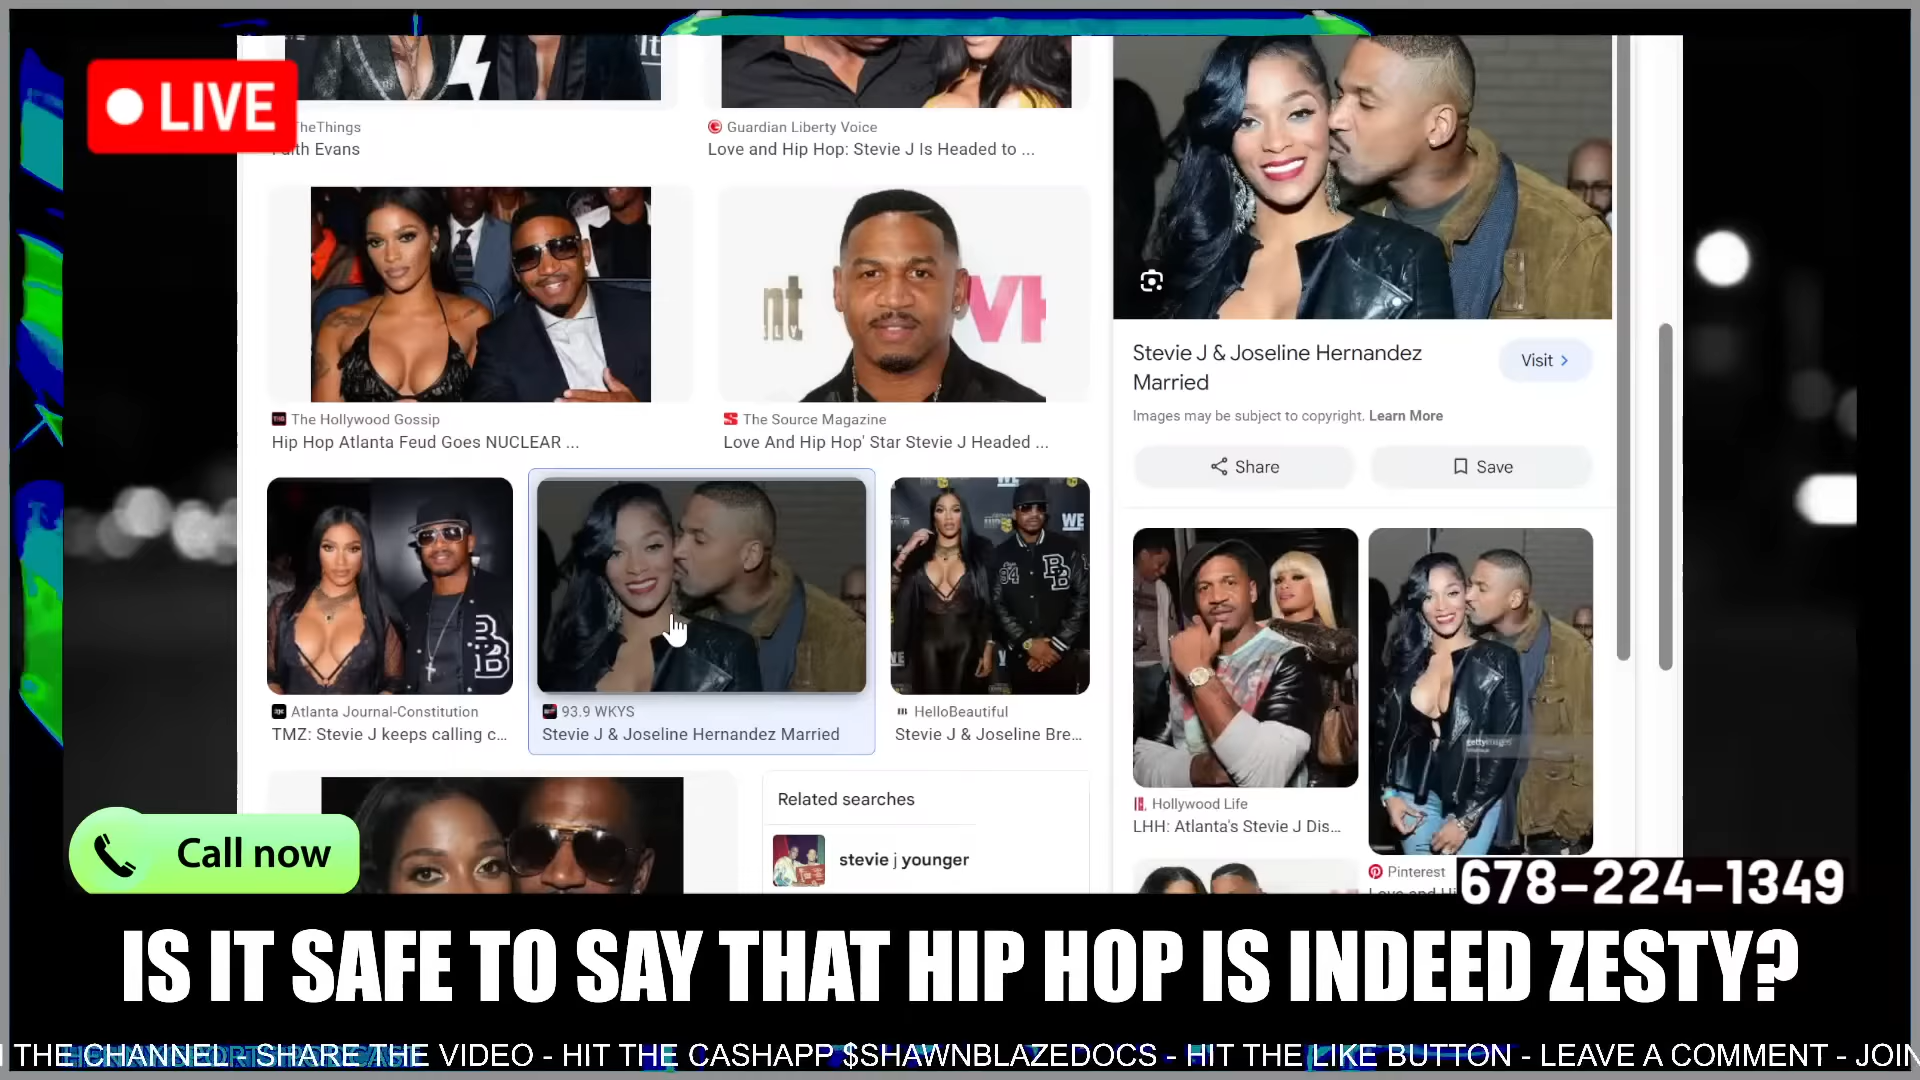 LIVE
TheThings
Faith Evans
Guardian Liberty Voice
Love and Hip Hop: Stevie J Is Headed to ...
The Hollywood Gossip
Hip Hop Atlanta Feud Goes NUCLEAR ...
The Source Magazine
Love And Hip Hop' Star Stevie J Headed ...
Stevie J & Joseline Hernandez
Married
Visit
Images may be subject to copyright. Learn More
Share
Save
Atlanta Journal-Constitution
TMZ: Stevie J keeps calling c...
93.9 WKYS
Stevie J & Joseline Hernandez Married
HelloBeautiful
Stevie J & Joseline Bre...
WE
gettyimages
Hollywood Life
LHH: Atlanta's Stevie J Dis...
Pinterest
Related searches
stevie j younger
Call now
678-224-1349
IS IT SAFE TO SAY THAT HIP HOP IS INDEED ZESTY?
THE CHANNEL - SHARE THE VIDEO - HIT THE CASHAPP $SHAWNBLAZEDOCS - HIT THE LIKE BUTTON - LEAVE A COMMENT - JOIN